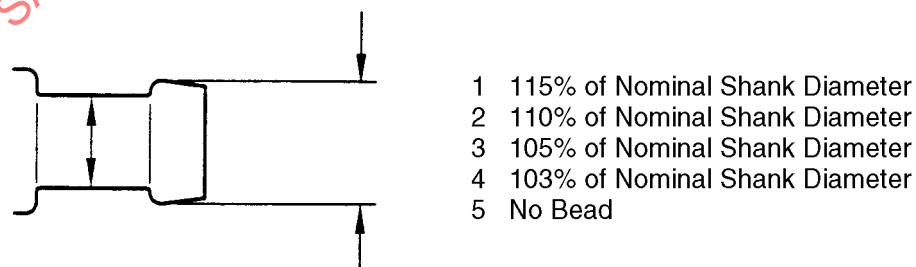 1 115% of Nominal Shank Diameter
2 110% of Nominal Shank Diameter
3 105% of Nominal Shank Diameter
4 103% of Nominal Shank Diameter
5 No Bead